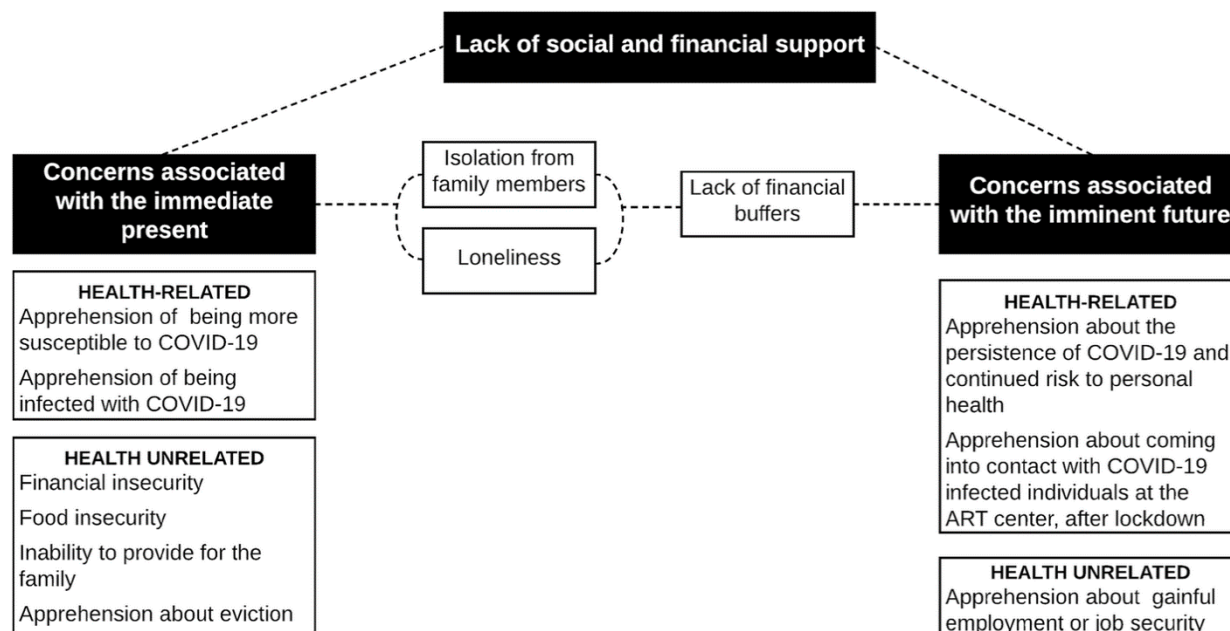 Lack of social and financial support
Concerns associated
with the immediate
present
Isolation from
family members
Loneliness
Lack of financial
buffers
Concerns associated
with the imminent future
HEALTH-RELATED
Apprehension of being more
susceptible to COVID-19
Apprehension of being
infected with COVID-19
HEALTH UNRELATED
Financial insecurity
Food insecurity
Inability to provide for the
family
Apprehension about eviction
HEALTH-RELATED
Apprehension about the
persistence of COVID-19 and
continued risk to personal
health
Apprehension about coming
into contact with COVID-19
infected individuals at the
ART center, after lockdown
HEALTH UNRELATED
Apprehension about gainful
employment or job security